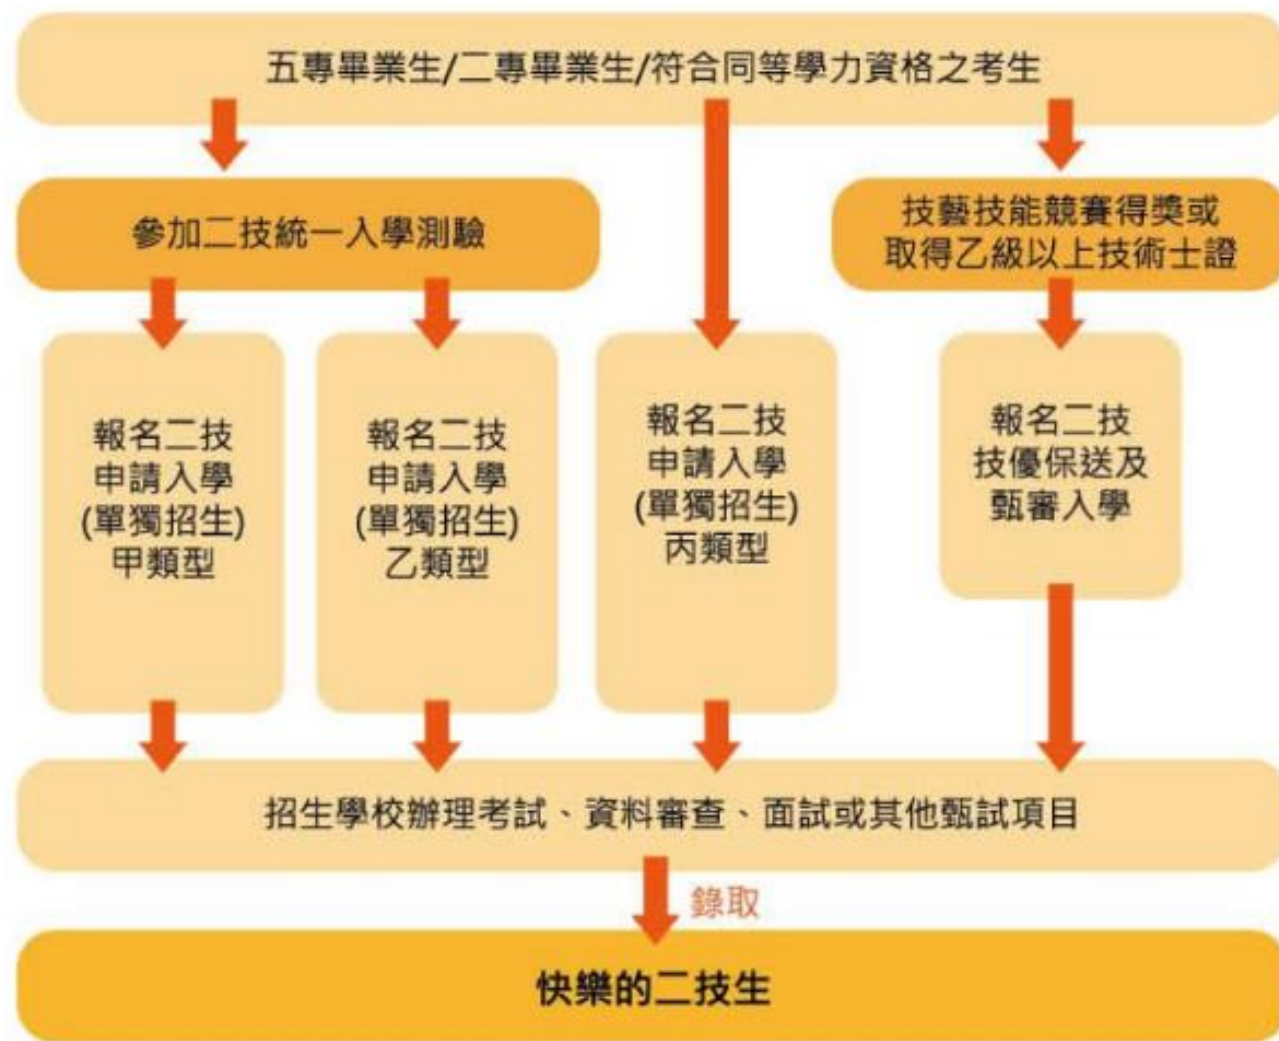 五專畢業生/二專畢業生/符合同等學力資格之考生
參加二技統一入學測驗
技藝技能競賽得獎或
取得乙級以上技術士證
報名二技
申請入學
(單獨招生)
甲類型
報名二技
申請入學
(單獨招生)
乙類型
報名二技
申請入學
(單獨招生)
丙類型
報名二技
技優保送及
甄審入學
招生學校辦理考試、資料審查、面試或其他甄試項目
錄取
快樂的二技生